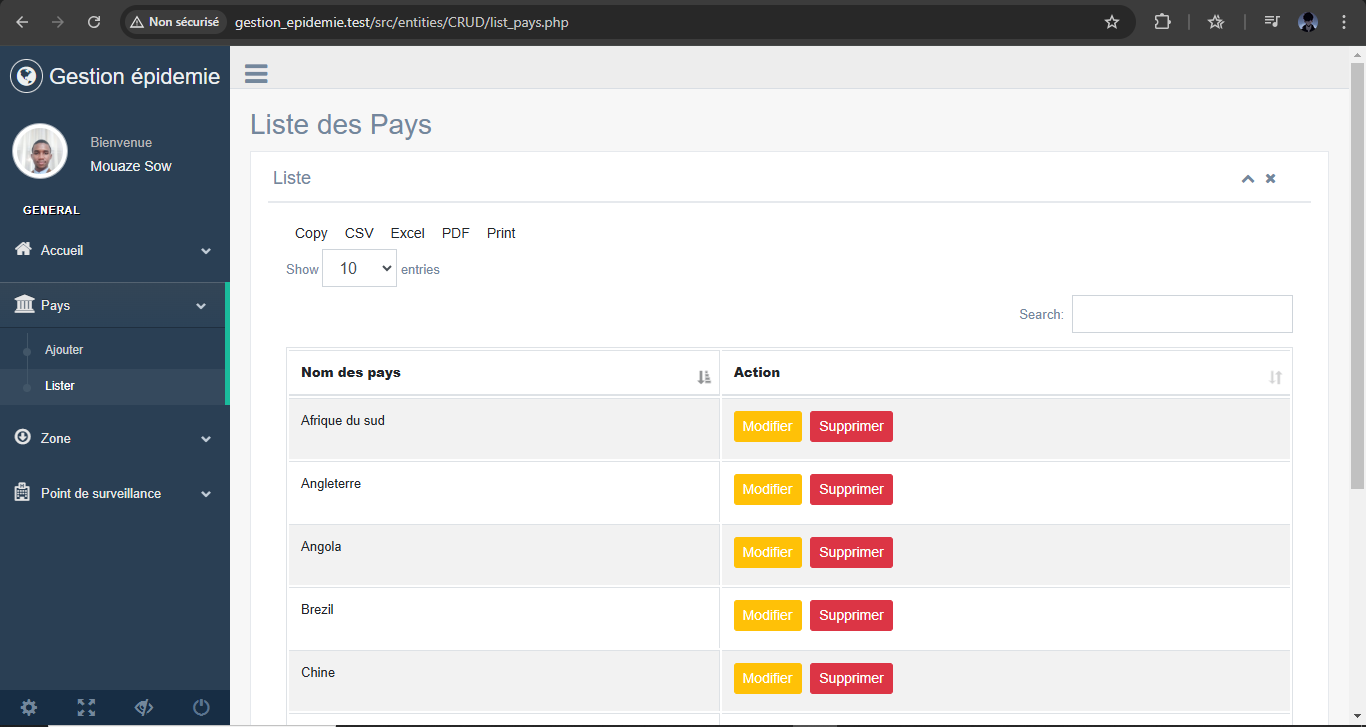 Non sécurisé gestion_epidemie.test/src/entities/CRUD/list_pays.php
Gestion épidemie
Bienvenue
Mouaze Sow
GENERAL
Accueil
Pays
Ajouter
Lister
Zone
Point de surveillance
Liste des Pays
Liste
Copy CSV Excel PDF Print
Show 10 entries
Search:
Nom des pays Action
Afrique du sud Modifier Supprimer
Angleterre Modifier Supprimer
Angola Modifier Supprimer
Brezil Modifier Supprimer
Chine Modifier Supprimer